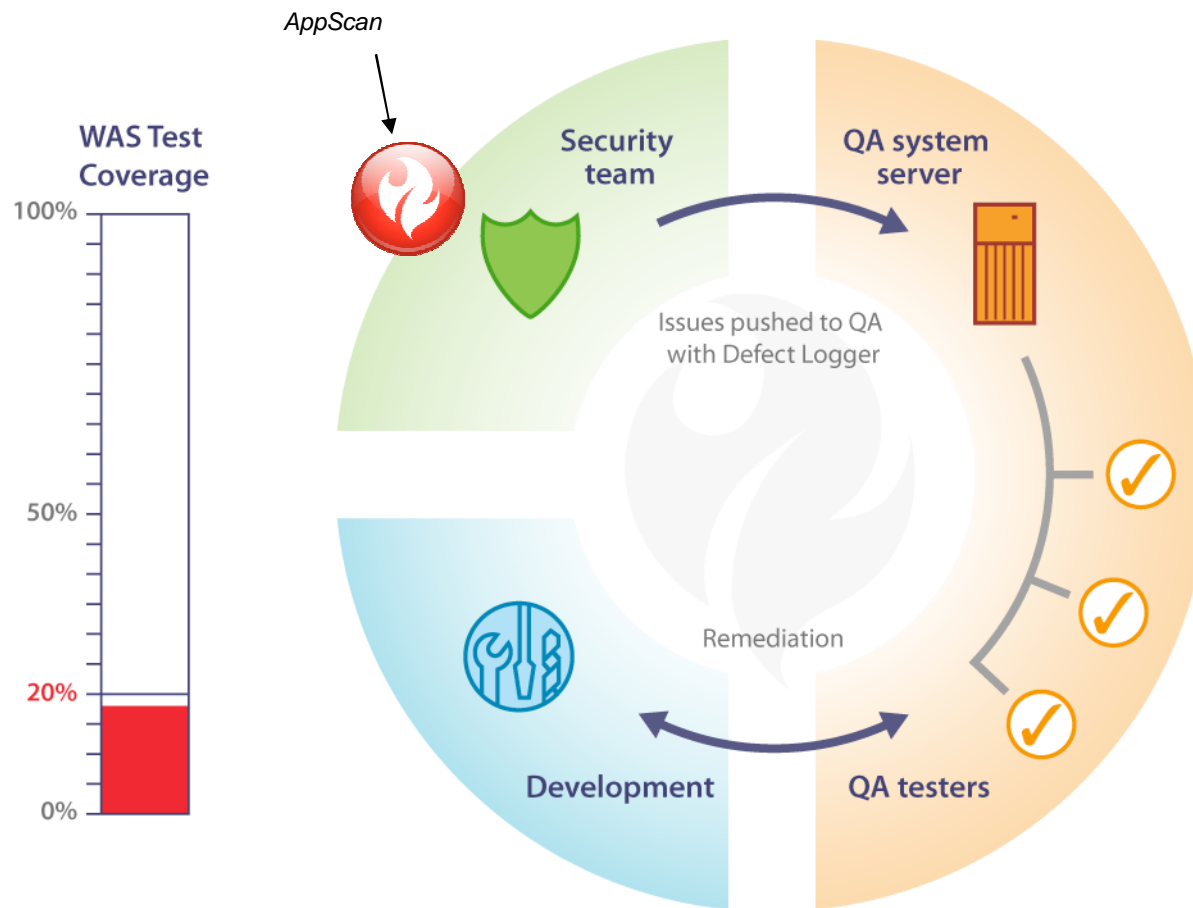 AppScan
WAS Test
Coverage
100%
50%
20%
0%
Security
team
QA system
server
Issues pushed to QA
with Defect Logger
Remediation
Development
QA testers